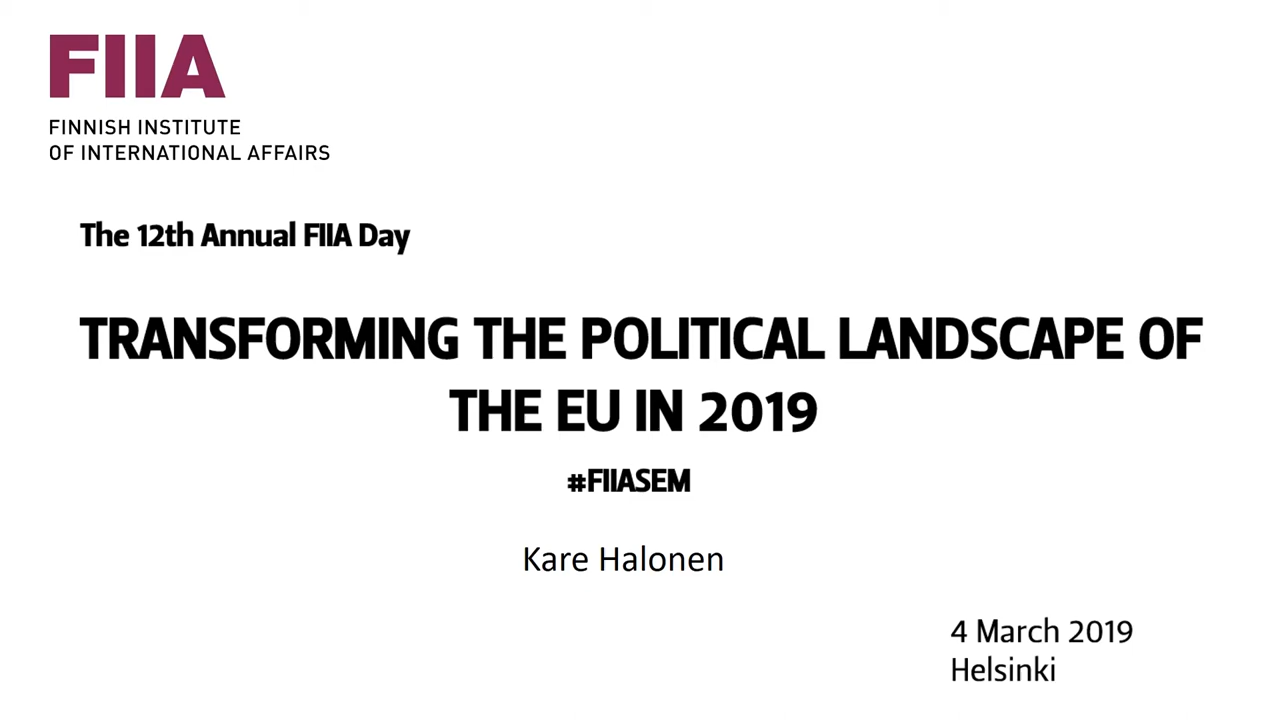 FIIA
FINNISH INSTITUTE
OF INTERNATIONAL AFFAIRS
The 12th Annual FIIA Day
TRANSFORMING THE POLITICAL LANDSCAPE OF
THE EU IN 2019
#FIIASEM
Kare Halonen
4 March 2019
Helsinki